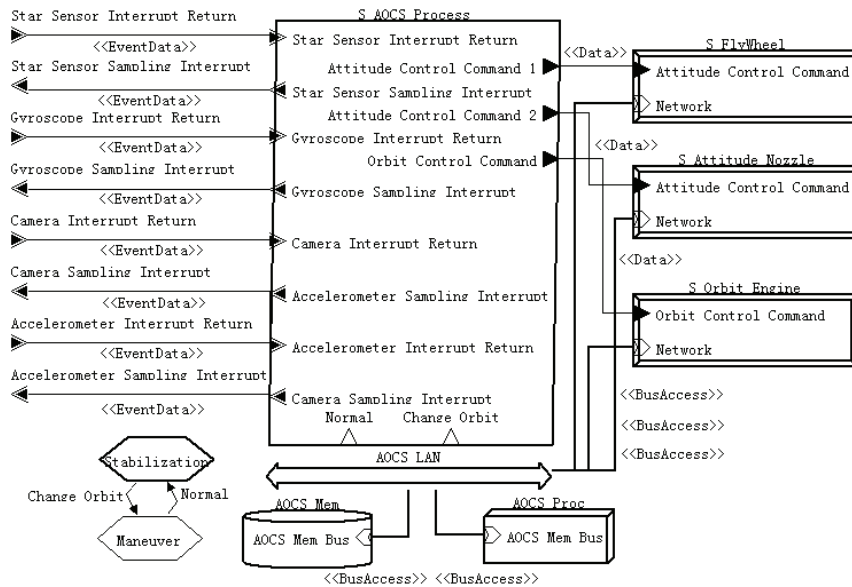 Star Sensor Interrupt Return
<<EventData>>
Star Sensor Sampling Interrupt
<<EventData>>
Gyroscope Interrupt Return
<<EventData>>
Gyroscope Sampling Interrupt
<<EventData>>
Camera Interrupt Return
<<EventData>>
Camera Sampling Interrupt
<<EventData>>
Accelerometer Interrupt Return
<<EventData>>
Accelerometer Sampling Interrupt
<<EventData>>
S AOCS Process
Star Sensor Interrupt Return
Attitude Control Command 1
Star Sensor Sampling Interrupt
Attitude Control Command 2
Gyroscope Interrupt Return
Orbit Control Command
Gyroscope Sampling Interrupt
Camera Interrupt Return
Accelerometer Sampling Interrupt
Accelerometer Interrupt Return
Camera Sampling Interrupt
Normal Change Orbit
<<Data>>
S FlyWheel
Attitude Control Command
Network
<<Data>>
S Attitude Nozzle
Attitude Control Command
Network
<<Data>>
S Orbit Engine
Orbit Control Command
Network
<<BusAccess>>
<<BusAccess>>
<<BusAccess>>
Stabilization
Change Orbit
Normal
Maneuver
AOCS LAN
AOCS Mem
AOCS Mem Bus
AOCS Proc
AOCS Mem Bus
<<BusAccess>> <<BusAccess>>